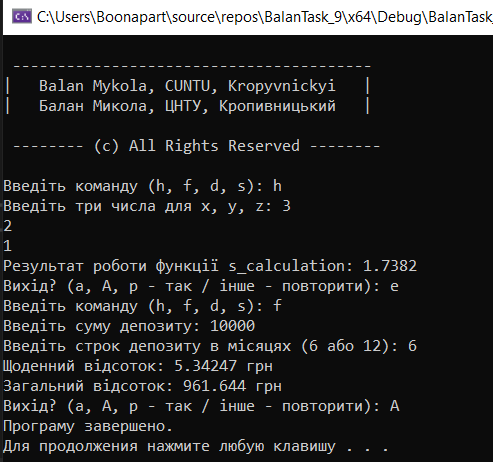 C:\Users\Boonapart\source\repos\BalanTask_9\x64\Debug\BalanTask_
----------------------------------------
| Balan Mykola, CUNTU, Kropyvnickyi |
| Балан Микола, ЦНТУ, Кропивницький |
-------- (c) All Rights Reserved --------
Введіть команду (h, f, d, s): h
Введіть три числа для x, y, z: 3
2
1
Результат роботи функції s_calculation: 1.7382
Вихід? (a, A, р - так / інше - повторити): e
Введіть команду (h, f, d, s): f
Введіть суму депозиту: 10000
Введіть строк депозиту в місяцях (6 або 12): 6
Щоденний відсоток: 5.34247 грн
Загальний відсоток: 961.644 грн
Вихід? (a, A, р - так / інше - повторити): A
Програму завершено.
Для продолжения нажмите любую клавишу . . .